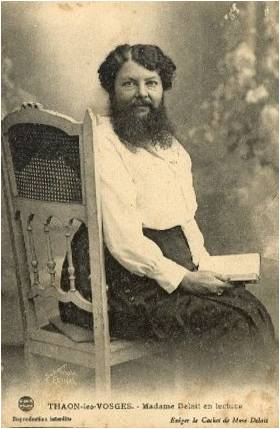 THAON-les-VOSGES. - Madame Delait en lecture
Reproduction interdite
Exiger le Cachet de Mme Delait